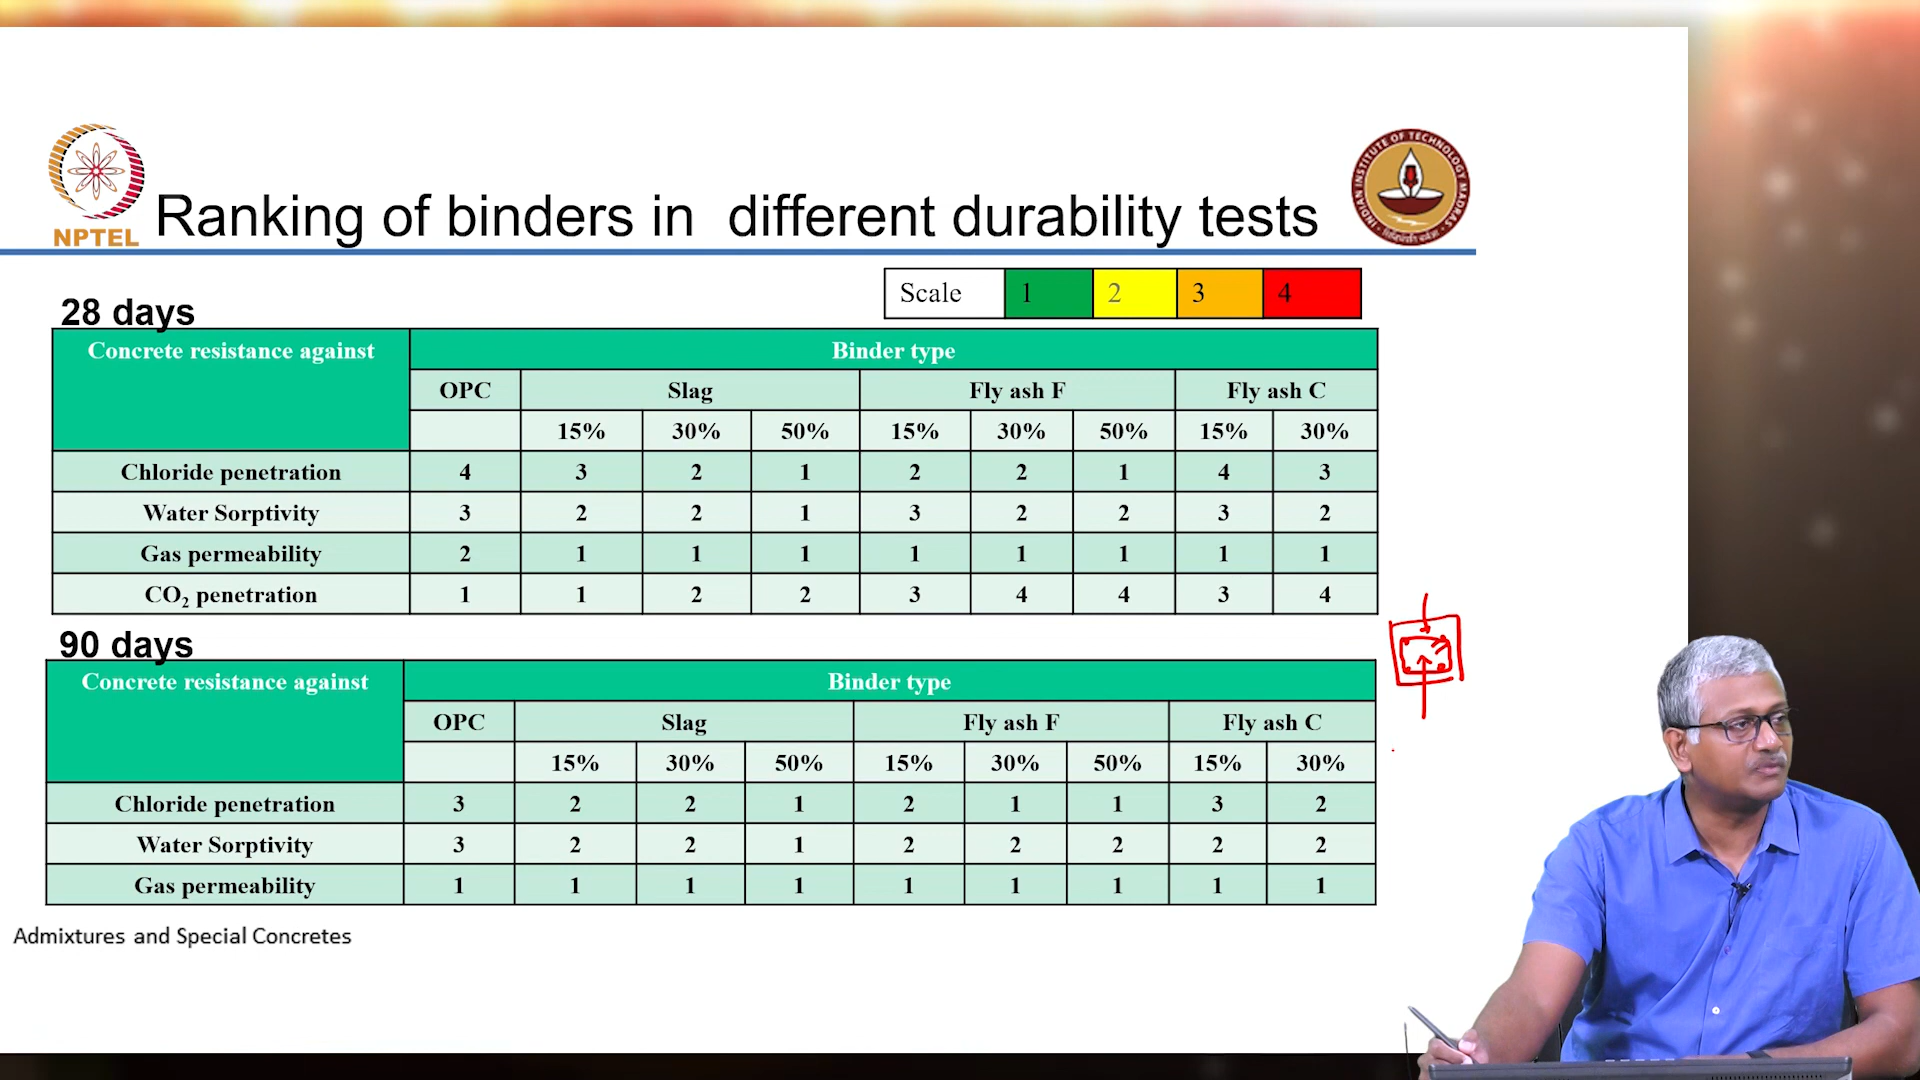 NPTEL
Ranking of binders in different durability tests
INDIAN INSTITUTE OF TECHNOLOGY MADRAS
Scale 1 2 3 4
28 days
Concrete resistance against Binder type
OPC Slag Fly ash F Fly ash C
15% 30% 50% 15% 30% 50% 15% 30%
Chloride penetration 4 3 2 1 2 2 1 4 3
Water Sorptivity 3 2 2 1 3 2 2 3 2
Gas permeability 2 1 1 1 1 1 1 1 1
CO₂ penetration 1 1 2 2 3 4 4 3 4
90 days
Concrete resistance against Binder type
OPC Slag Fly ash F Fly ash C
15% 30% 50% 15% 30% 50% 15% 30%
Chloride penetration 3 2 2 1 2 1 1 3 2
Water Sorptivity 3 2 2 1 2 2 2 2 2
Gas permeability 1 1 1 1 1 1 1 1 1
Admixtures and Special Concretes